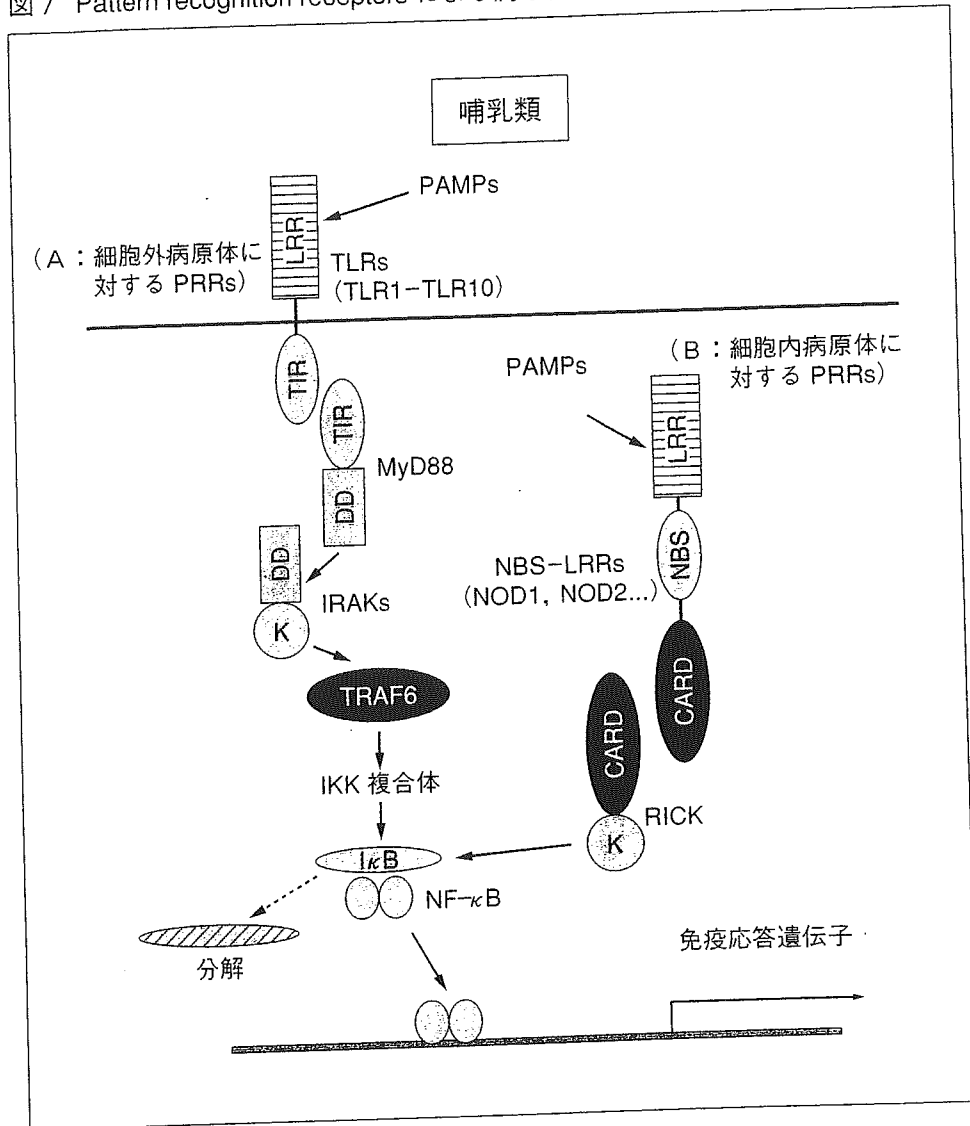 図 7 Pattern recognition receptors
哺乳類
PAMPs
LRR
(A:細胞外病原体に
対する PRRs)
TLRs
(TLR1-TLR10)
TIR
TIR
MyD88
DD
DD
IRAKs
K
TRAF6
IKK 複合体
IκB
NF-κB
分解
(B:細胞内病原体に
対する PRRs)
PAMPs
LRR
NBS
NBS-LRRs
(NOD1, NOD2...)
CARD
CARD
RICK
K
免疫応答遺伝子